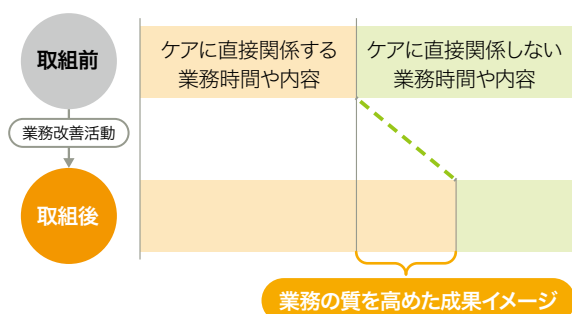 取組前
ケアに直接関係する
業務時間や内容
ケアに直接関係しない
業務時間や内容
業務改善活動
取組後
業務の質を高めた成果イメージ